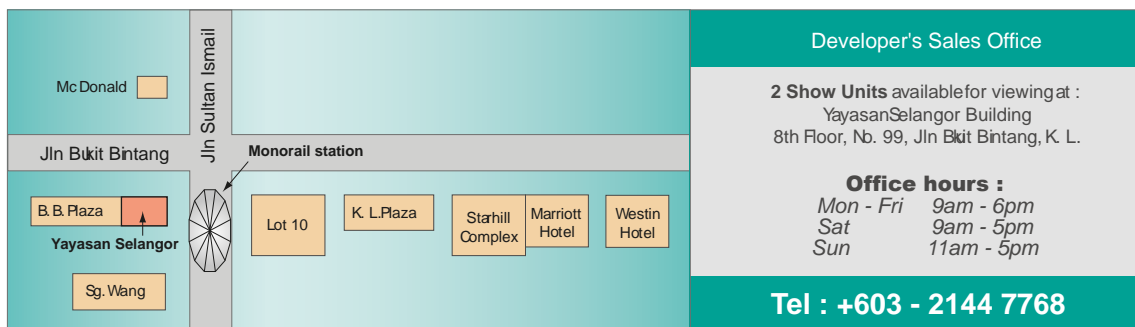 Mc Donald
Jln Sultan Ismail
Jln Bukit Bintang
Monorail station
B. B. Plaza
Yayasan Selangor
Sg. Wang
Lot 10
K. L. Plaza
Starhill
Complex
Marriott
Hotel
Westin
Hotel
Developer's Sales Office
2 Show Units available for viewing at :
Yayasan Selangor Building
8th Floor, No. 99, Jln Bukit Bintang, K. L.
Office hours :
Mon - Fri 9am - 6pm
Sat 9am - 5pm
Sun 11am - 5pm
Tel : +603 - 2144 7768